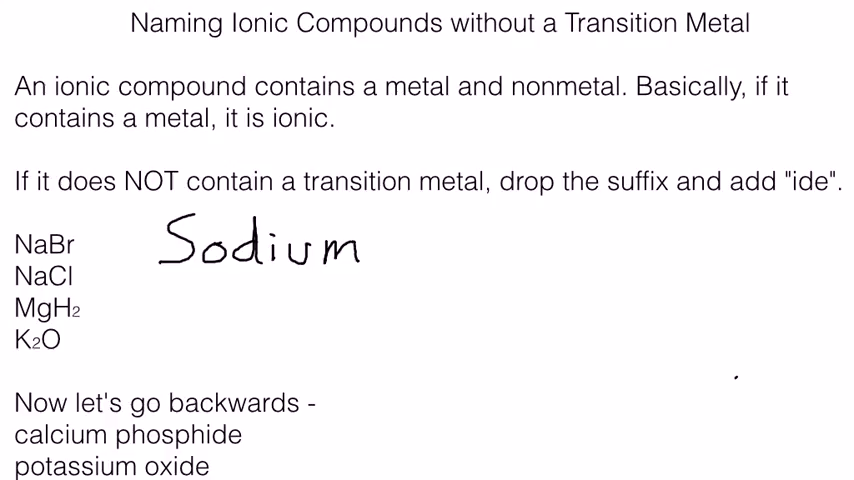 Naming Ionic Compounds without a Transition Metal
An ionic compound contains a metal and nonmetal. Basically, if it
contains a metal, it is ionic.
If it does NOT contain a transition metal, drop the suffix and add "ide".
NaBr Sodium
NaCl
MgH2
K2O
Now let's go backwards -
calcium phosphide
potassium oxide